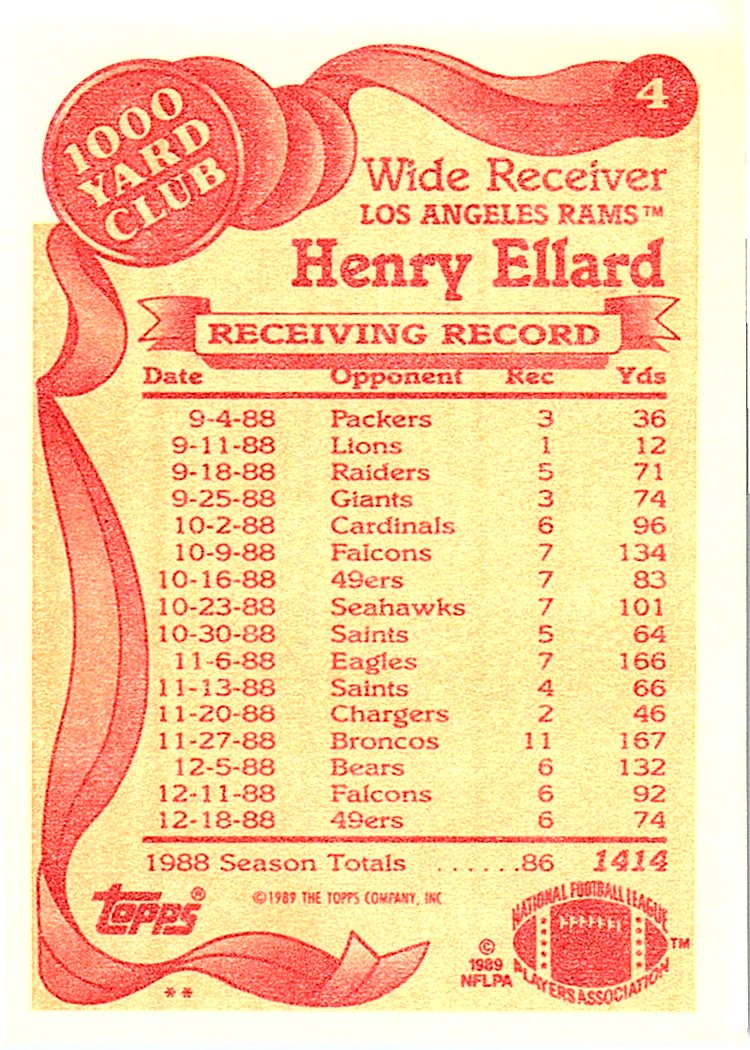 1000
YARD
CLUB
4
Wide Receiver
LOS ANGELES RAMS™
Henry Ellard
RECEIVING RECORD
Date Opponent Rec Yds
9-4-88 Packers 3 36
9-11-88 Lions 1 12
9-18-88 Raiders 5 71
9-25-88 Giants 3 74
10-2-88 Cardinals 6 96
10-9-88 Falcons 7 134
10-16-88 49ers 7 83
10-23-88 Seahawks 7 101
10-30-88 Saints 5 64
11-6-88 Eagles 7 166
11-13-88 Saints 4 66
11-20-88 Chargers 2 46
11-27-88 Broncos 11 167
12-5-88 Bears 6 132
12-11-88 Falcons 6 92
12-18-88 49ers 6 74
1988 Season Totals ......86 1414
topps®
©1989 THE TOPPS COMPANY, INC
©
1989
NFLPA
NATIONAL FOOTBALL LEAGUE
PLAYERS ASSOCIATION
™
**